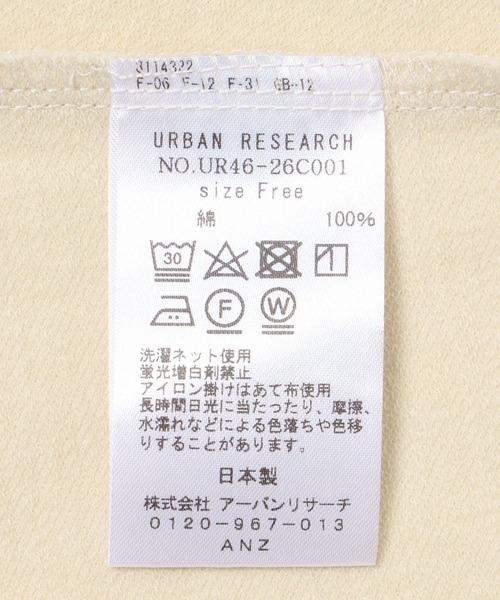 3114322
F-06 F-12 F-31 GB-12
URBAN RESEARCH
NO.UR46-26C001
size Free
綿 100%
30
F W
洗濯ネット使用
蛍光増白剤禁止
アイロン掛けはあて布使用
長時間日光に当たったり、摩擦、
水濡れなどによる色落ちや色移
りすることがあります。
日本製
株式会社 アーバンリサーチ
0120-967-013
ANZ